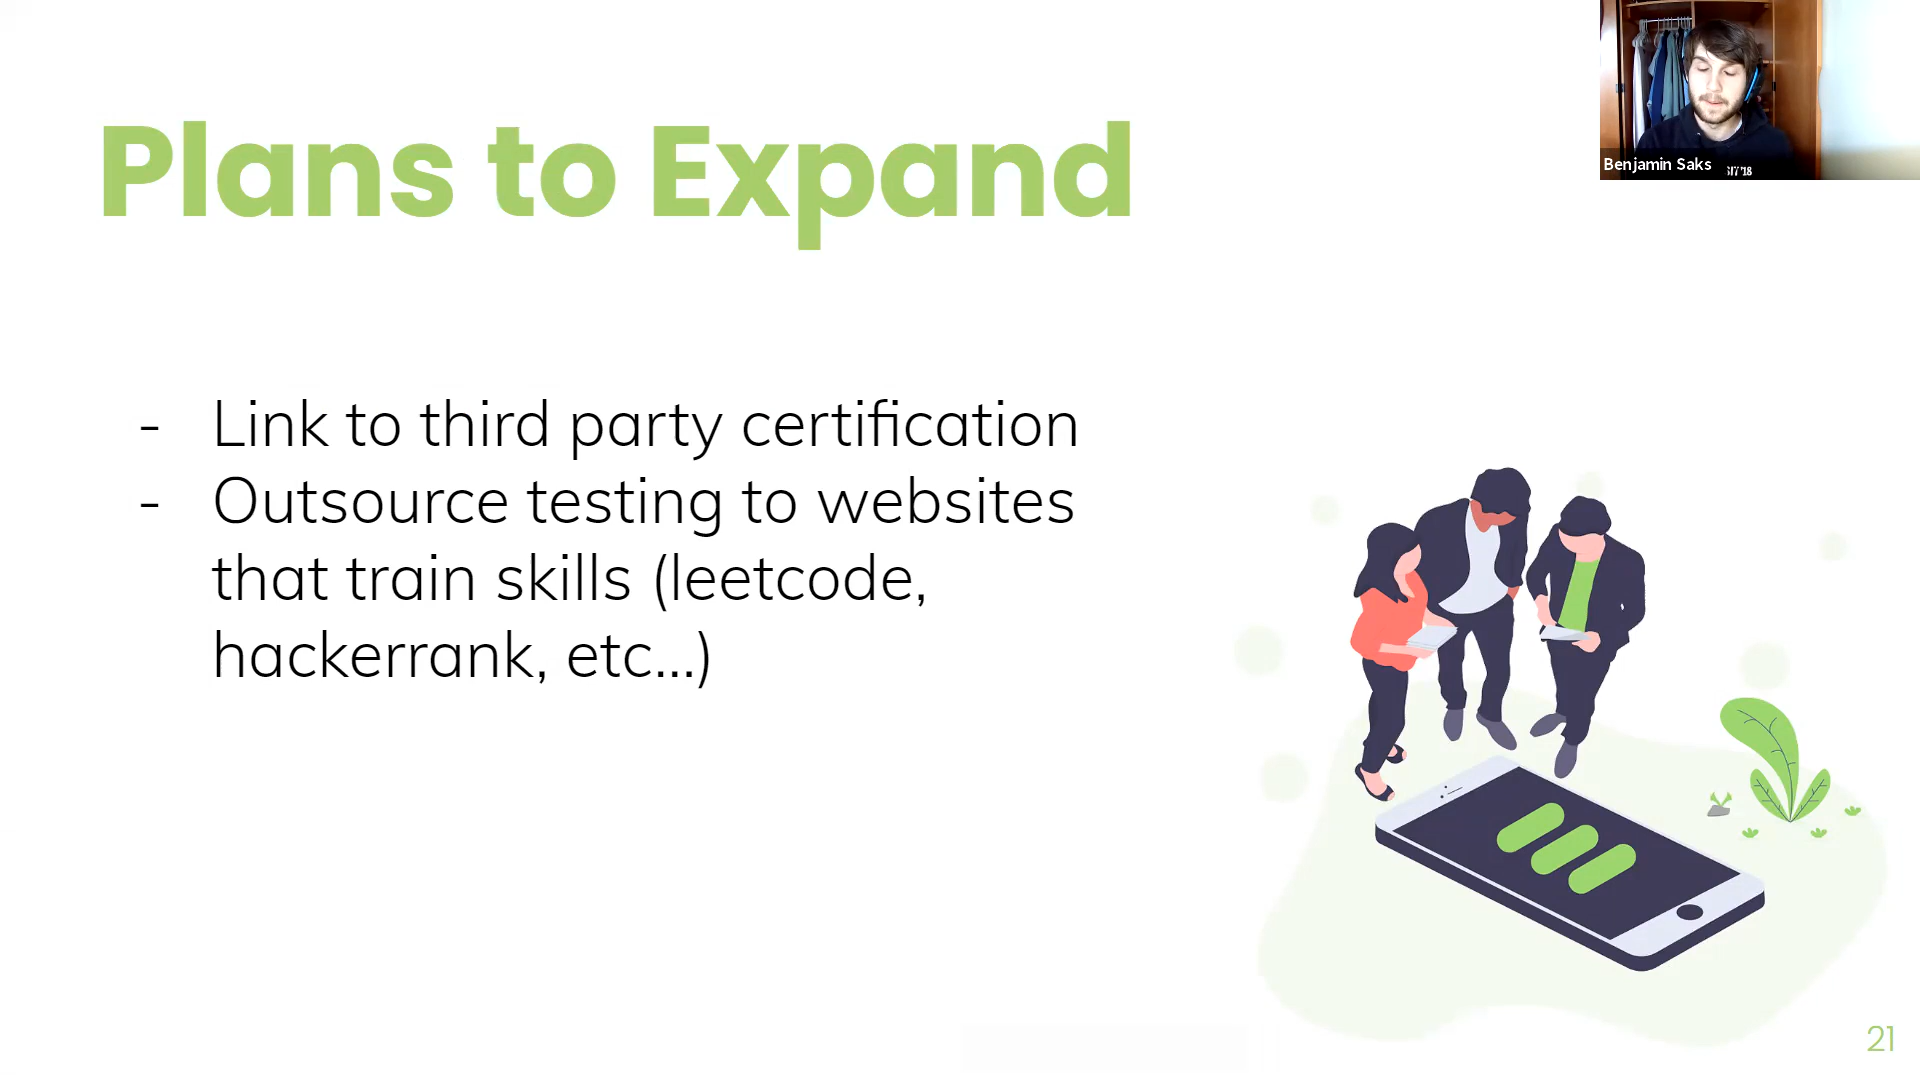 Plans to Expand
Benjamin Saks
- Link to third party certification
- Outsource testing to websites
that train skills (leetcode,
hackerrank, etc...)
21